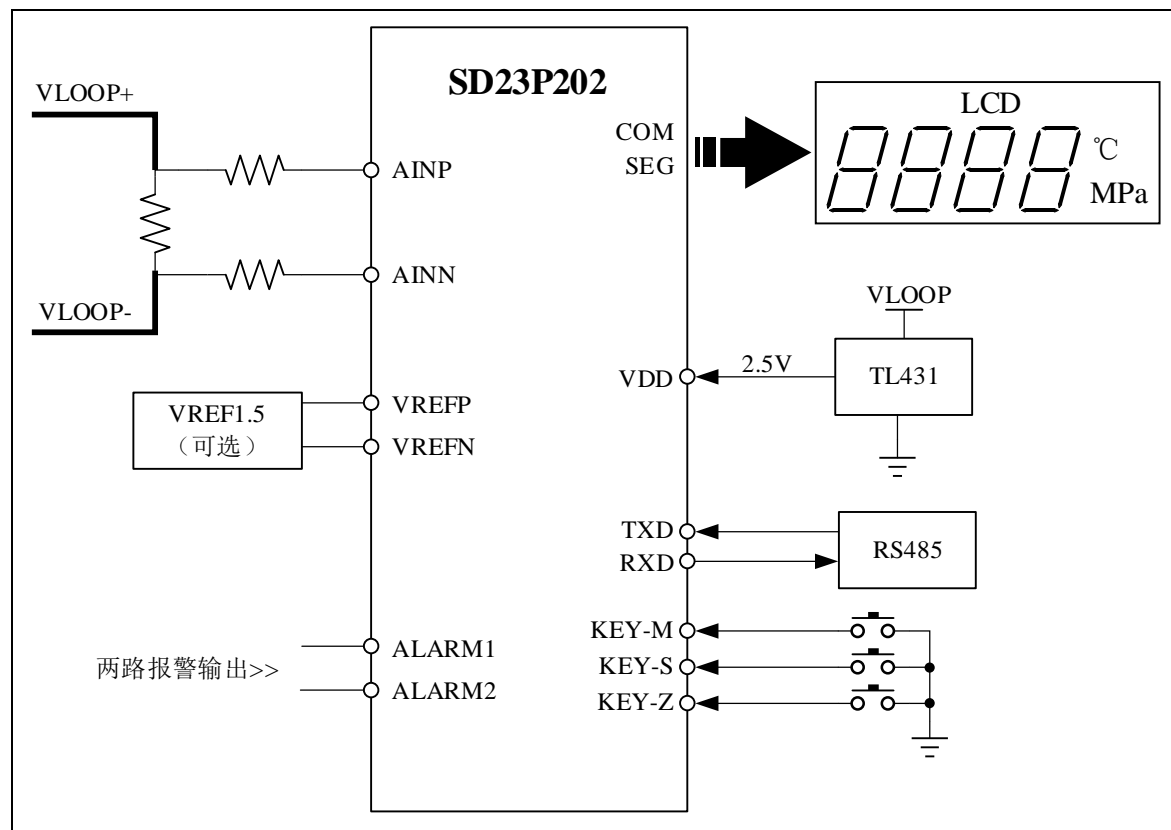 SD23P202
VLOOP+
AINP
AINN
VLOOP-
COM
SEG
LCD
8888
℃
MPa
VLOOP
VDD
2.5V
TL431
VREF1.5
（可选）
VREFP
VREFN
TXD
RXD
RS485
两路报警输出>>
ALARM1
ALARM2
KEY-M
KEY-S
KEY-Z